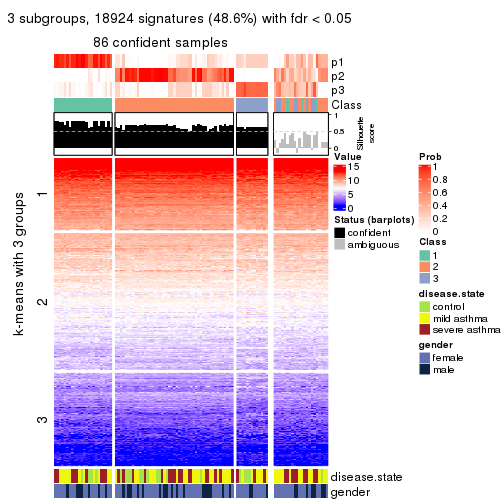 3 subgroups, 18924 signatures (48.6%) with fdr < 0.05
86 confident samples
p1
p2
p3
Class
1
0.5
0
Silhouette
score
k-means with 3 groups
1
2
3
Value
15
10
5
0
Status (barplots)
confident
ambiguous
Prob
1
0.8
0.6
0.4
0.2
0
Class
1
2
3
disease.state
control
mild asthma
severe asthma
gender
female
male
disease.state
gender